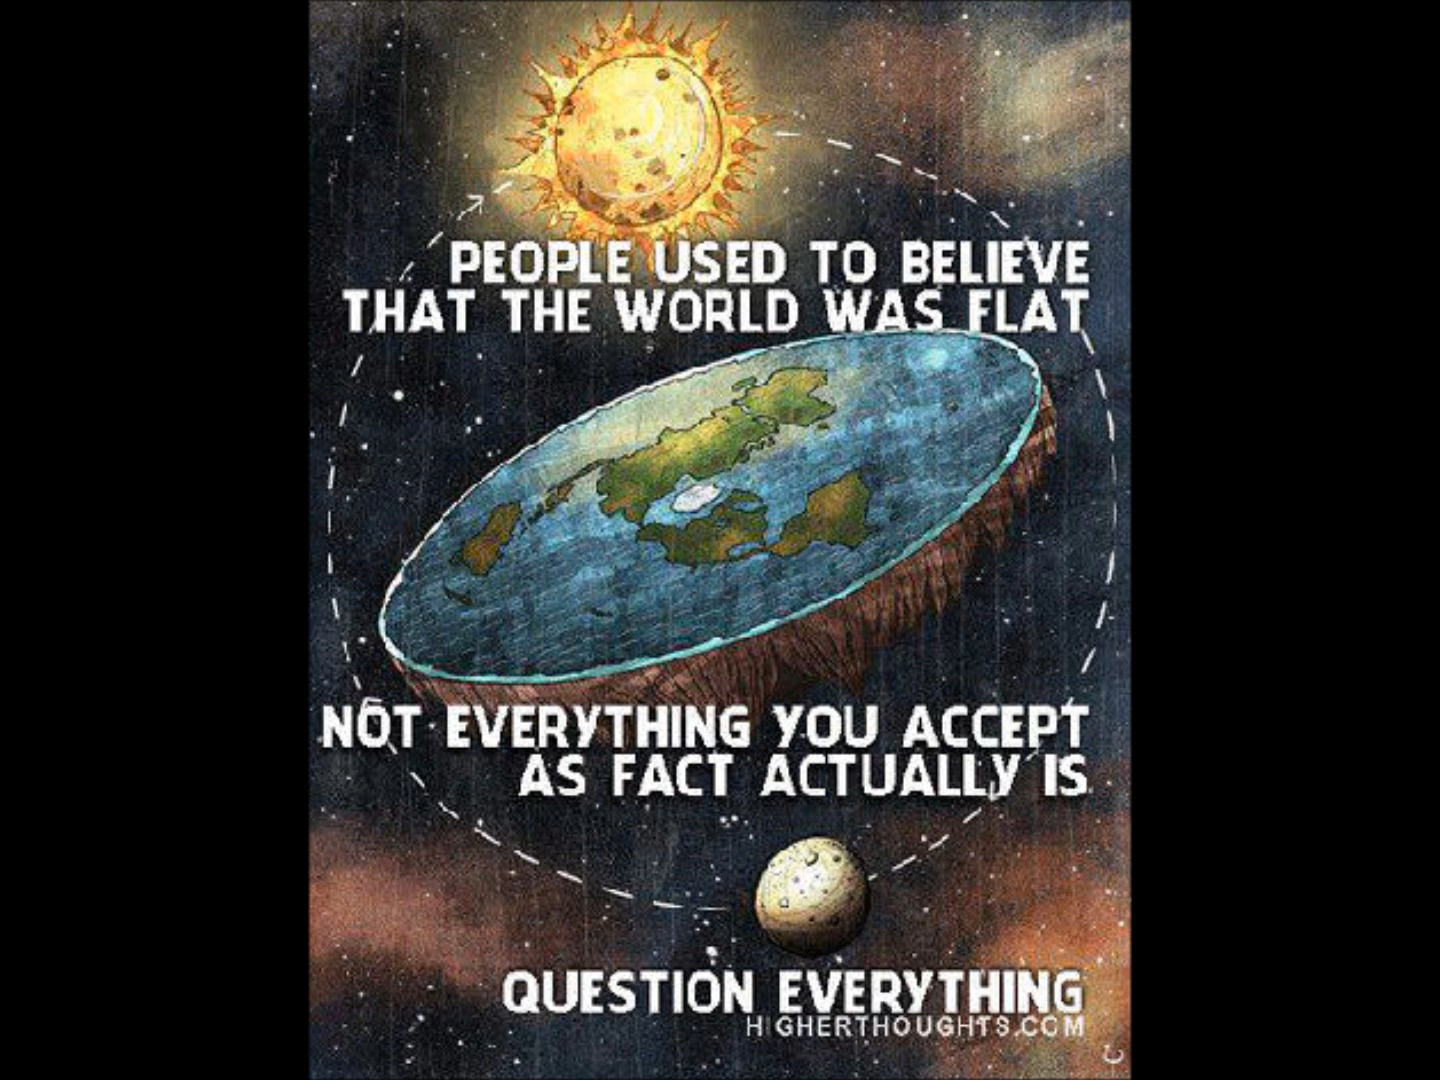 PEOPLE USED TO BELIEVE
THAT THE WORLD WAS FLAT
NOT EVERYTHING YOU ACCEPT
AS FACT ACTUALLY IS
QUESTION EVERYTHING
HIGHERTHOUGHTS.COM